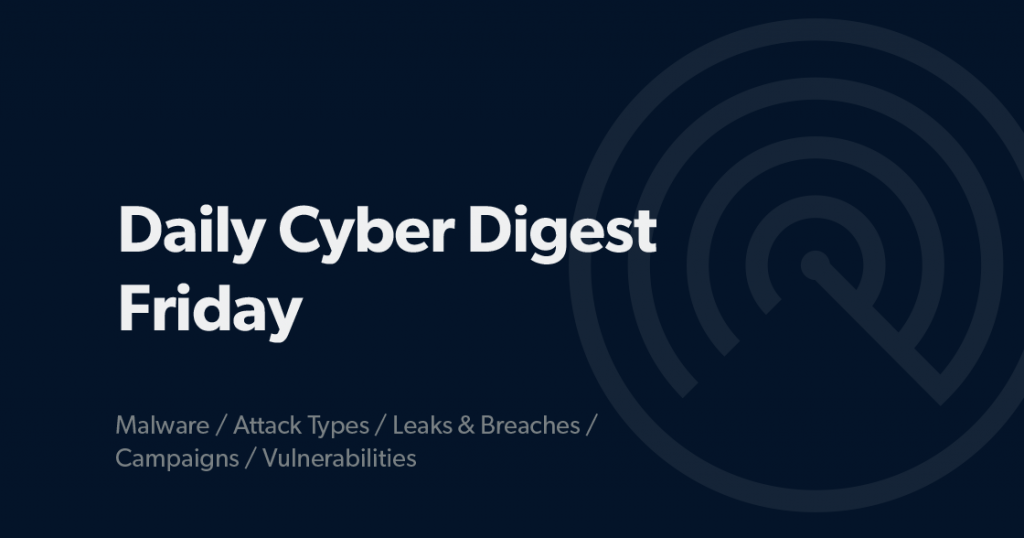 Daily Cyber Digest
Friday
Malware / Attack Types / Leaks & Breaches /
Campaigns / Vulnerabilities